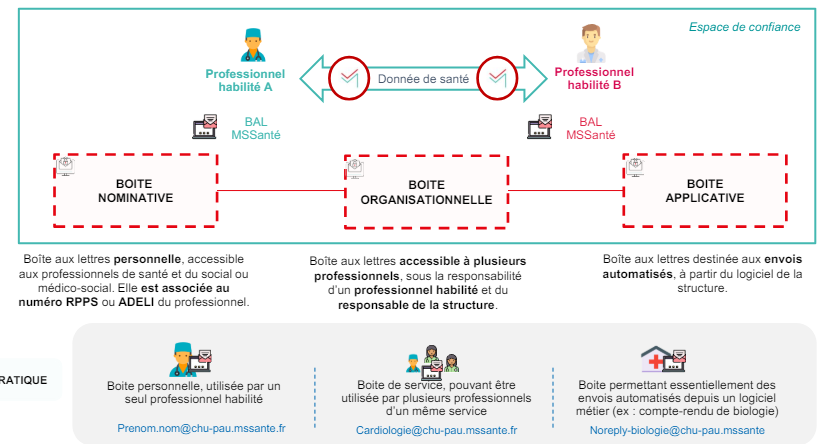 Espace de confiance
Professionnel
habilité A
Donnée de santé
Professionnel
habilité B
BAL
MSSanté
BAL
MSSanté
BOITE
NOMINATIVE
BOITE
ORGANISATIONNELLE
BOITE
APPLICATIVE
Boîte aux lettres personnelle, accessible
aux professionnels de santé et du social ou
médico-social. Elle est associée au
numéro RPPS ou ADELI du professionnel.
Boîte aux lettres accessible à plusieurs
professionnels, sous la responsabilité
d'un professionnel habilité et du
responsable de la structure.
Boîte aux lettres destinée aux envois
automatisés, à partir du logiciel de la
structure.
RATIQUE
Boite personnelle, utilisée par un
seul professionnel habilité
Prenom.nom@chu-pau.mssante.fr
Boite de service, pouvant être
utilisée par plusieurs professionnels
d'un même service
Cardiologie@chu-pau.mssante.fr
Boite permettant essentiellement des
envois automatisés depuis un logiciel
métier (ex : compte-rendu de biologie)
Noreply-biologie@chu-pau.mssante